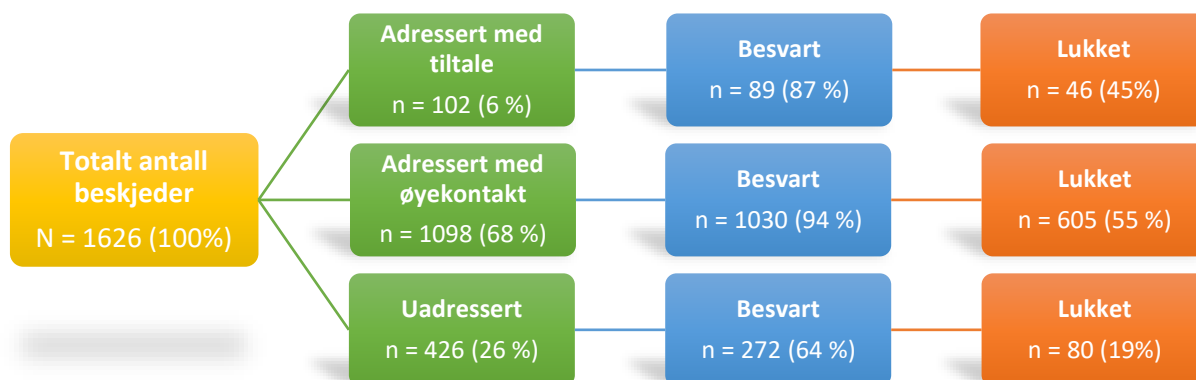 Totalt antall
beskjeder
N = 1626 (100%)
Adressert med
tiltale
n = 102 (6 %)
Besvart
n = 89 (87 %)
Lukket
n = 46 (45%)
Adressert med
øyekontakt
n = 1098 (68 %)
Besvart
n = 1030 (94 %)
Lukket
n = 605 (55 %)
Uadressert
n = 426 (26 %)
Besvart
n = 272 (64 %)
Lukket
n = 80 (19%)